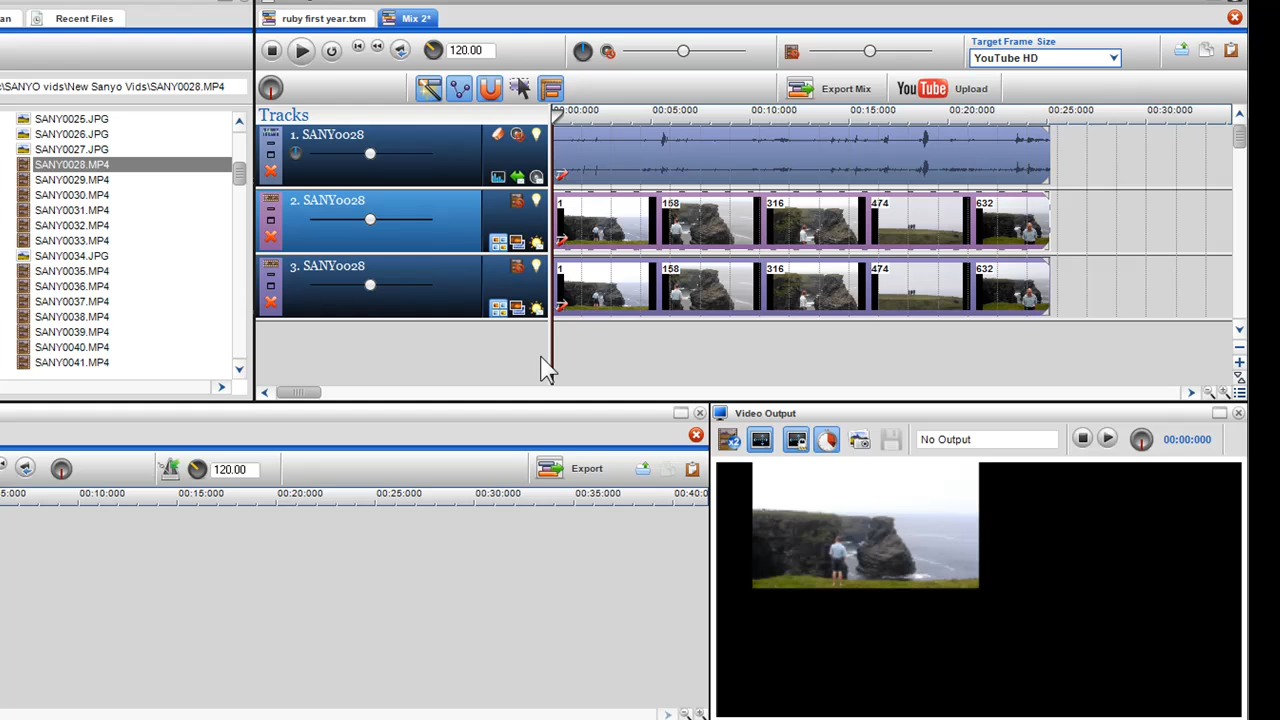 an
Recent Files
ruby first year.txm
Mix 2*
120.00
Target Frame Size
YouTube HD
\SANYO vids\New Sanyo Vids\SANY0028.MP4
Export Mix
YouTube Upload
SANY0025.JPG
SANY0026.JPG
SANY0027.JPG
SANY0028.MP4
SANY0029.MP4
SANY0030.MP4
SANY0031.MP4
SANY0032.MP4
SANY0033.MP4
SANY0034.JPG
SANY0035.MP4
SANY0036.MP4
SANY0037.MP4
SANY0038.MP4
SANY0039.MP4
SANY0040.MP4
SANY0041.MP4
Tracks
00:00:000 00:05:000 00:10:000 00:15:000 00:20:000 00:25:000 00:30:000
1. SANY0028
2. SANY0028
1 158 316 474 632
3. SANY0028
1 158 316 474 632
120.00
Export
5:000 00:10:000 00:15:000 00:20:000 00:25:000 00:30:000 00:35:000 00:40:0
Video Output
x2
No Output
00:00:000